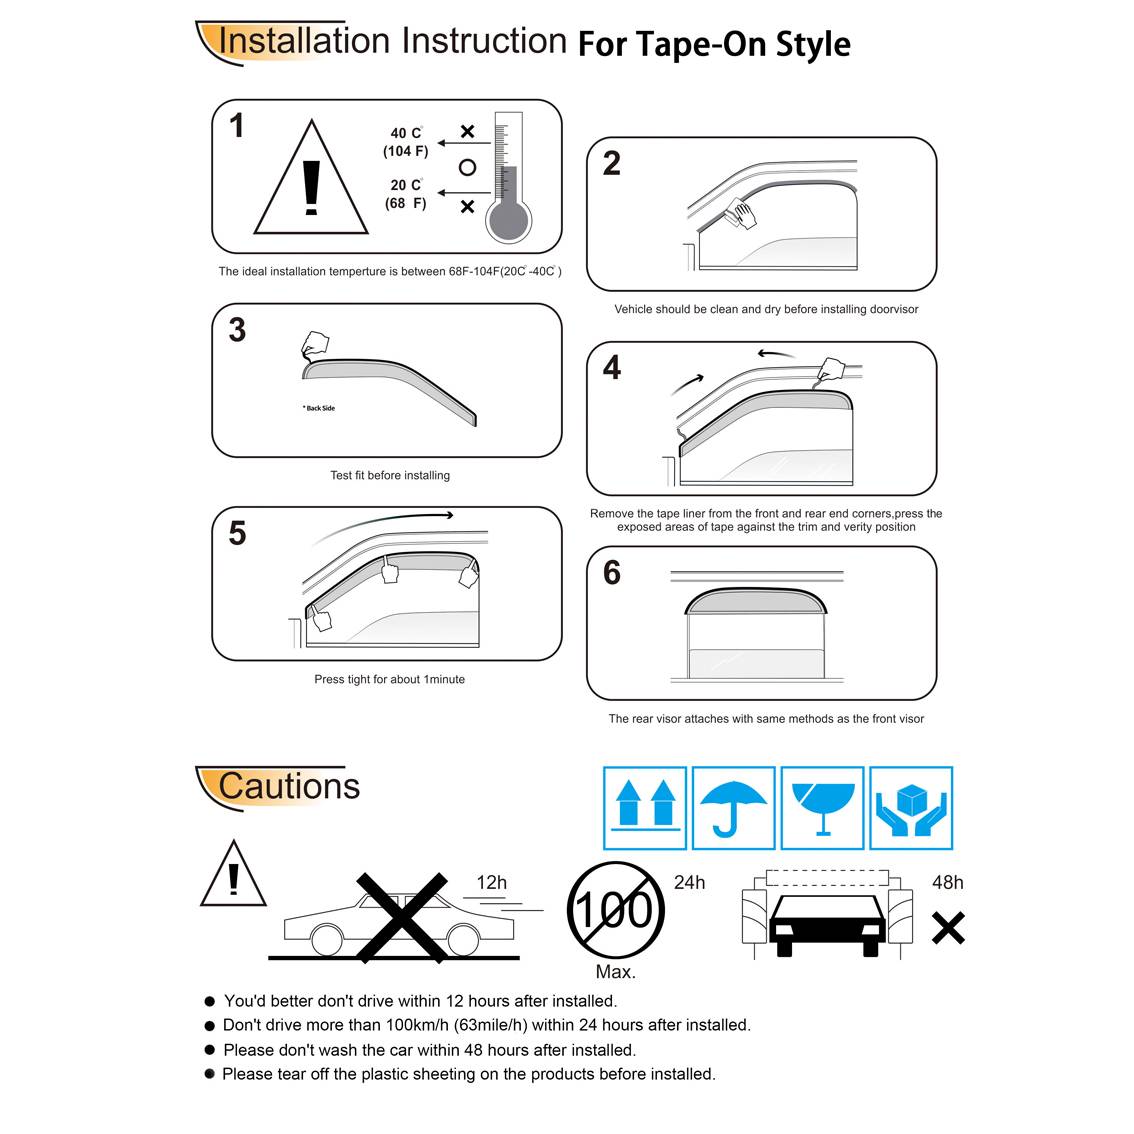 Installation Instruction For Tape-On Style
1
40 C°
(104 F)
20 C°
(68 F)
The ideal installation temperture is between 68F-104F(20C°-40C°)
2
Vehicle should be clean and dry before installing doorvisor
3
* Back Side
Test fit before installing
4
Remove the tape liner from the front and rear end corners,press the
exposed areas of tape against the trim and verity position
5
Press tight for about 1minute
6
The rear visor attaches with same methods as the front visor
Cautions
12h
100
Max.
24h
48h
● You'd better don't drive within 12 hours after installed.
● Don't drive more than 100km/h (63mile/h) within 24 hours after installed.
● Please don't wash the car within 48 hours after installed.
● Please tear off the plastic sheeting on the products before installed.